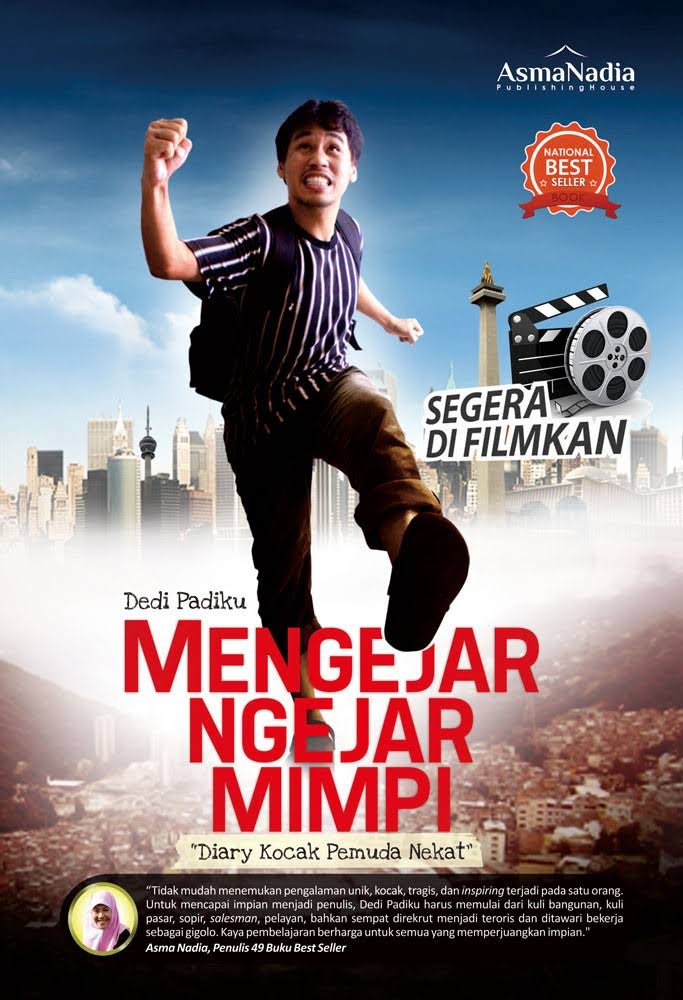 AsmaNadia
PublishingHouse
NATIONAL
BEST
SELLER
BOOK
SEGERA
DI FILMKAN
Dedi Padiku
MENGEJAR
NGEJAR
MIMPI
"Diary Kocak Pemuda Nekat"
"Tidak mudah menemukan pengalaman unik, kocak, tragis, dan inspiring terjadi pada satu orang.
Untuk mencapai impian menjadi penulis, Dedi Padiku harus memulai dari kuli bangunan, kuli
pasar, sopir, salesman, pelayan, bahkan sempat direkrut menjadi teroris dan ditawari bekerja
sebagai gigolo. Kaya pembelajaran berharga untuk semua yang memperjuangkan impian."
Asma Nadia, Penulis 49 Buku Best Seller